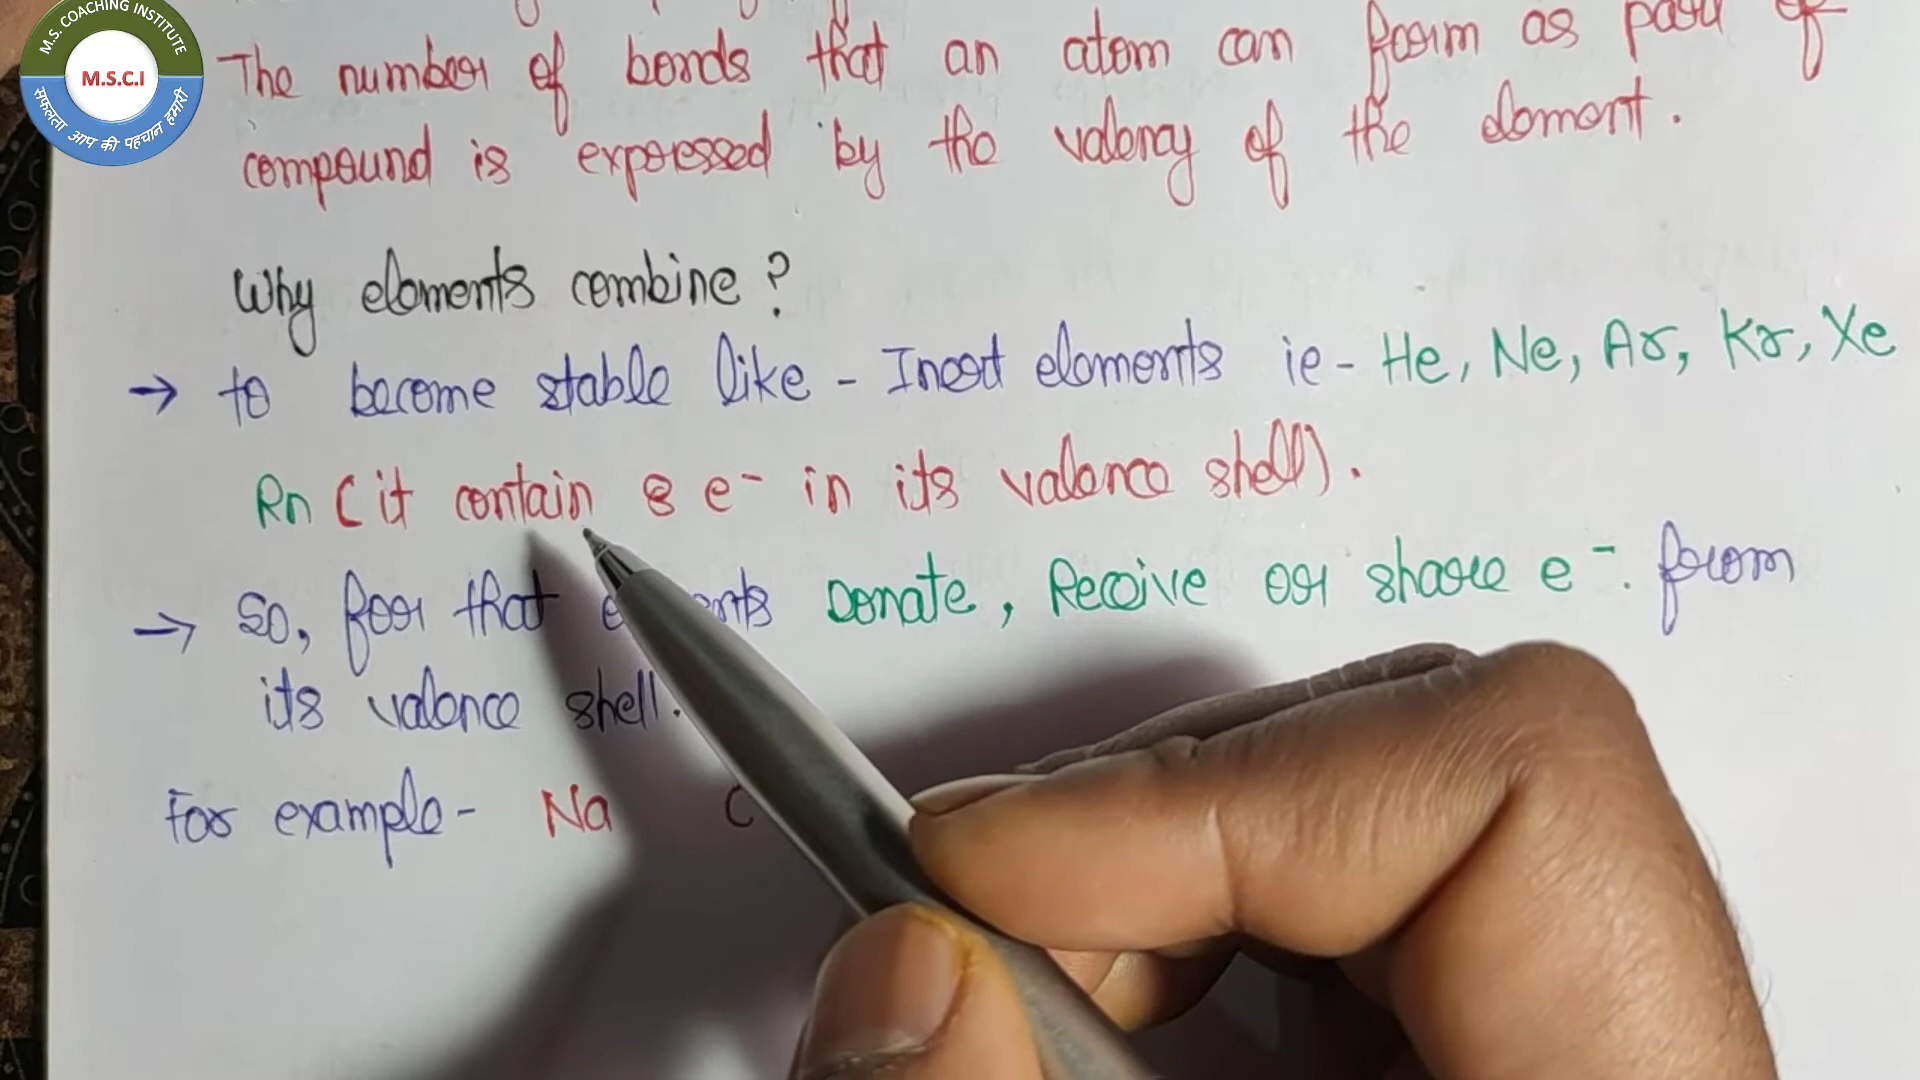 M.S. COACHING INSTITUTE
M.S.C.I
सफलता आप की पहचान हमारी
The number of bonds that an atom can form as part of
compound is expressed by the valency of the element.
Why elements combine?
→ to become stable like - Inert elements ie - He, Ne, Ar, Kr, Xe
Rn ( it contain 8 e⁻ in its valence shell).
→ So, for that Donate, Receive or share e⁻. from
its valence shell.
For example - Na